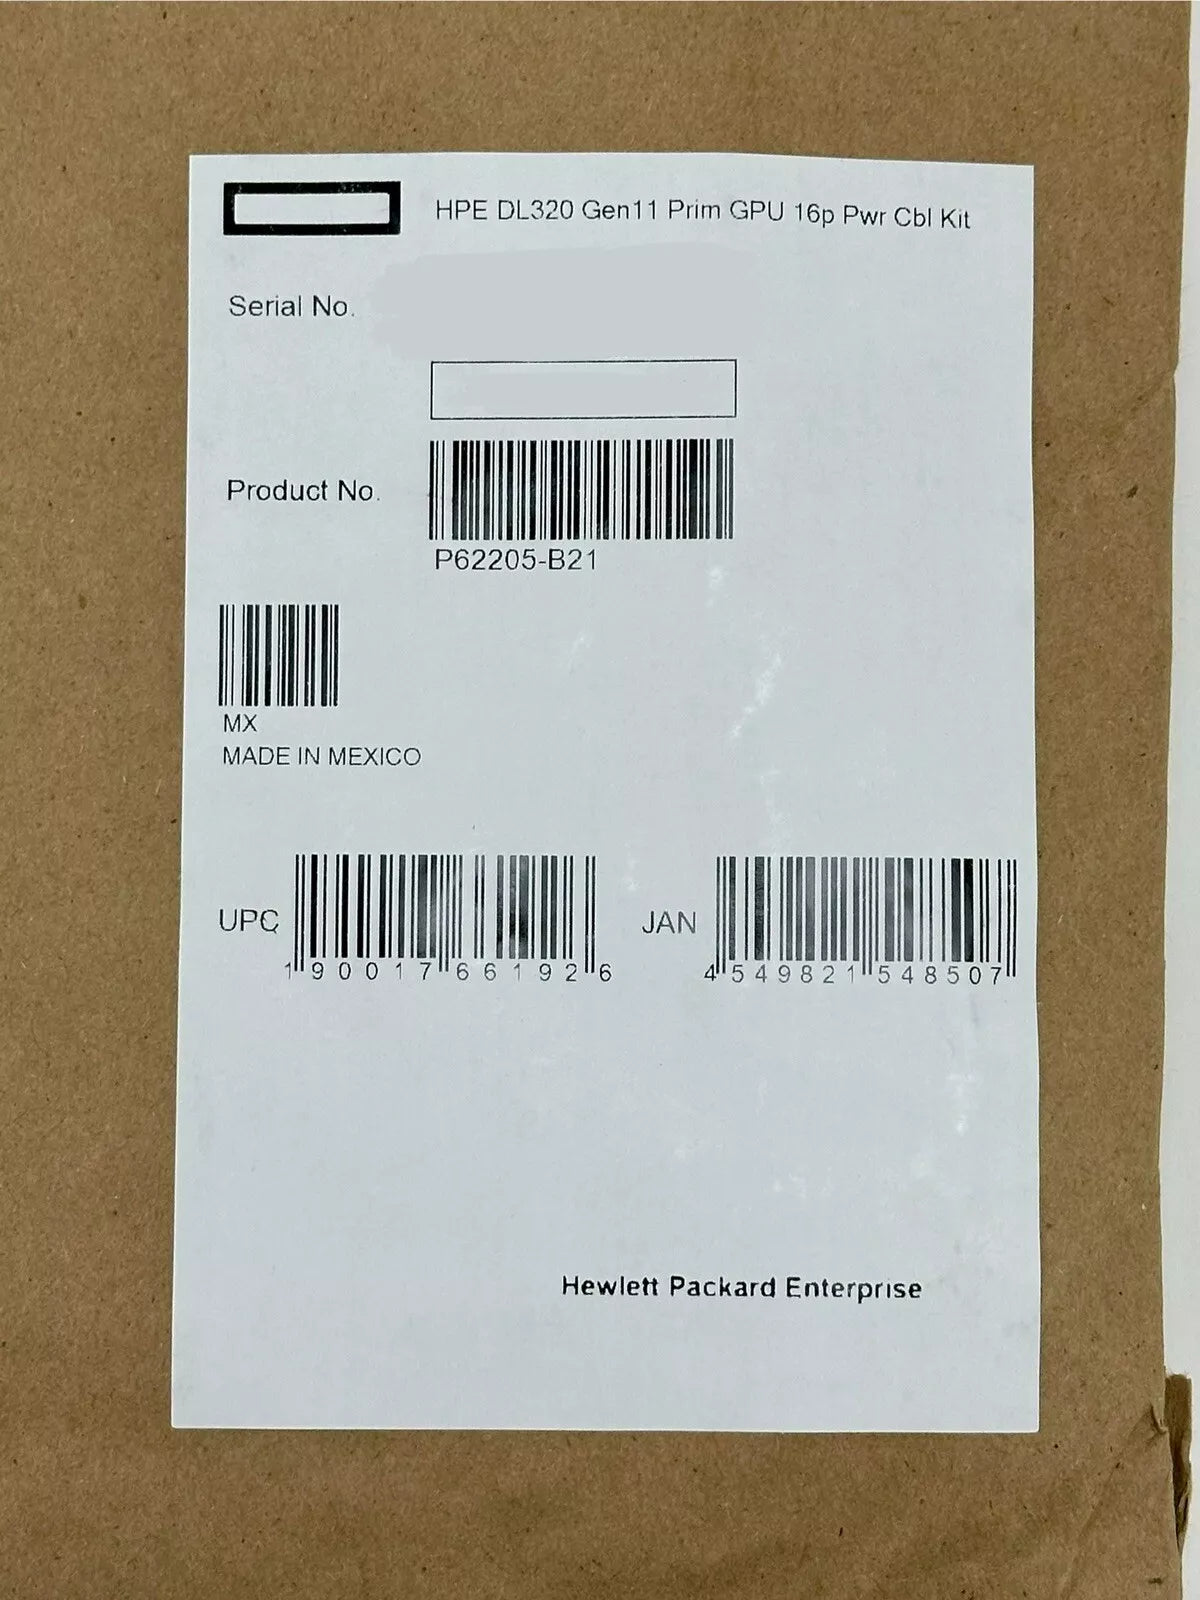 HPE DL320 Gen11 Prim GPU 16p Pwr Cbl Kit
Serial No.
Product No.
P62205-B21
MX
MADE IN MEXICO
UPC
1 90017 66192 6
JAN
4 549821 548507
Hewlett Packard Enterprise